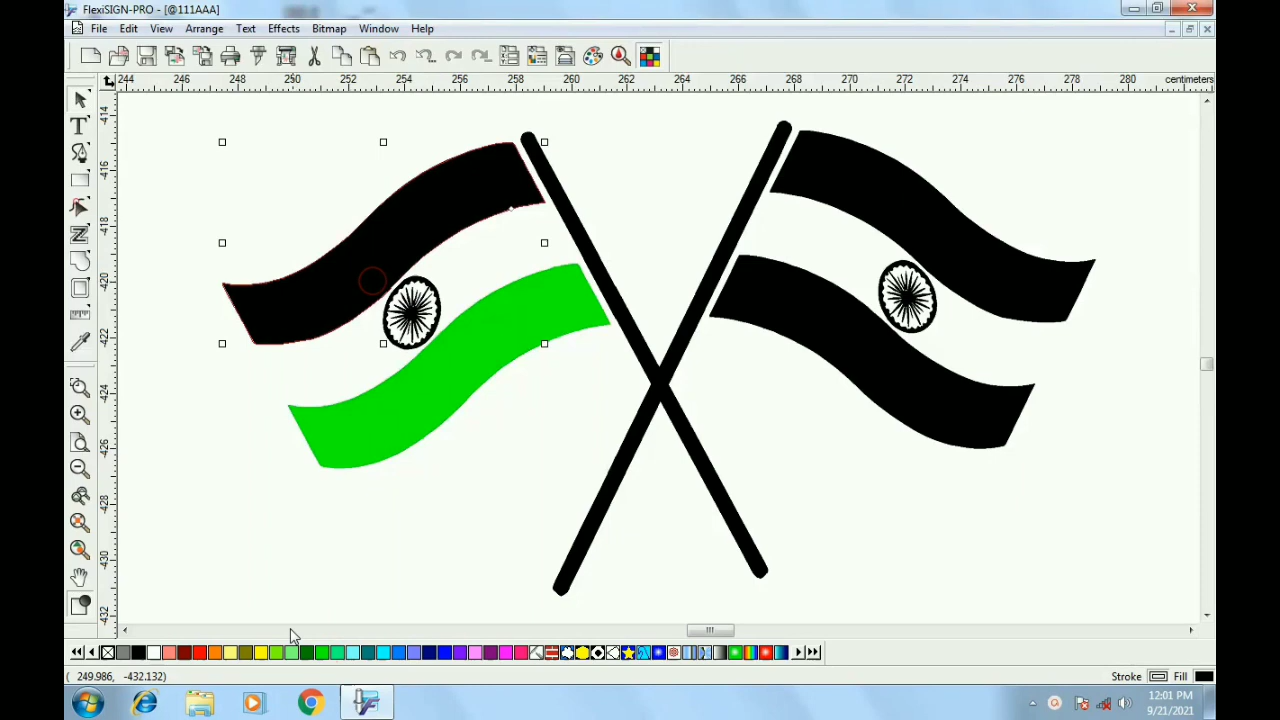 FlexiSIGN-PRO - [@111AAA]
File Edit View Arrange Text Effects Bitmap Window Help
244 246 248 250 252 254 256 258 260 262 264 266 268 270 272 274 276 278 280 centimeters
-414
-416
-418
-420
-422
-424
-426
-428
-430
-432
( 249.986, -432.132)
Stroke Fill
12:01 PM
9/21/2021